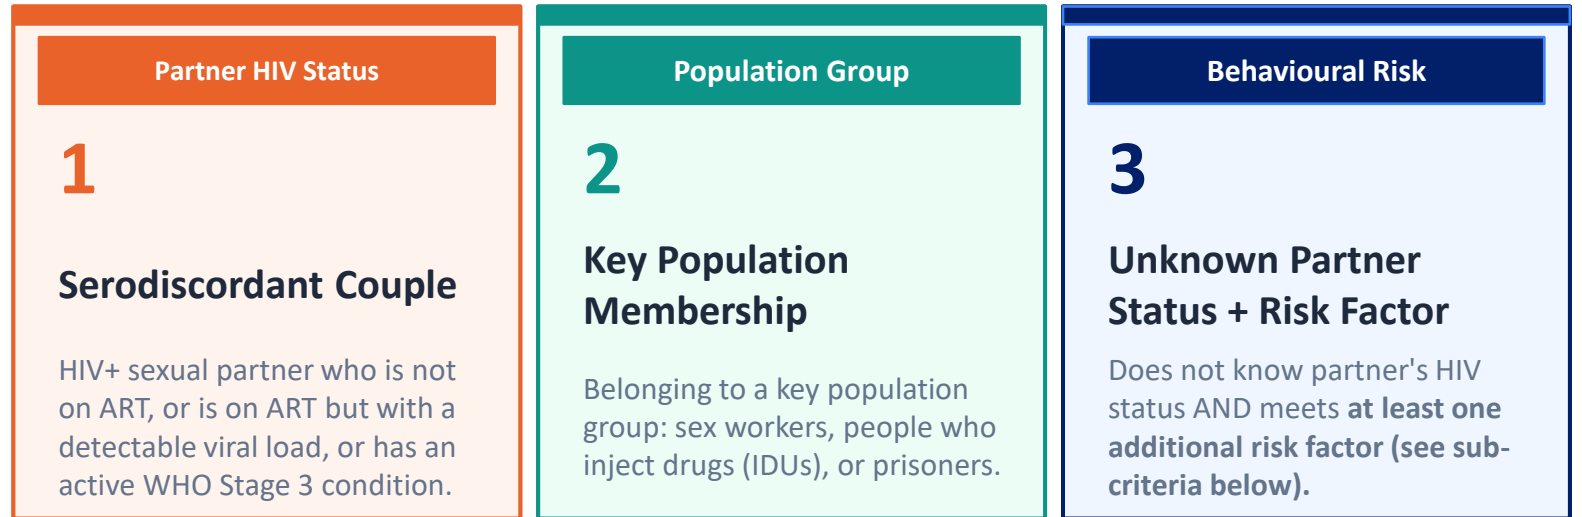 Partner HIV Status
1
Serodiscordant Couple
HIV+ sexual partner who is not
on ART, or is on ART but with a
detectable viral load, or has an
active WHO Stage 3 condition.
Population Group
2
Key Population
Membership
Belonging to a key population
group: sex workers, people who
inject drugs (IDUs), or prisoners.
Behavioural Risk
3
Unknown Partner
Status + Risk Factor
Does not know partner's HIV
status AND meets at least one
additional risk factor (see sub-
criteria below).